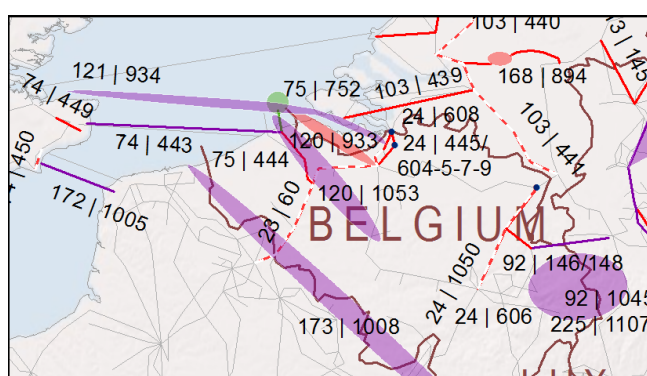 103 | 440
121 | 934
75 | 752
103 | 439
168 | 894
74 | 449
24 | 608
74 | 443
120 | 933
24 | 445/
604-5-7-9
103 | 441
75 | 444
172 | 1005
120 | 1053
23 | 60
BELGIUM
92 | 146/148
24 | 1050
92 | 1045
24 | 606
225 | 1107
173 | 1008